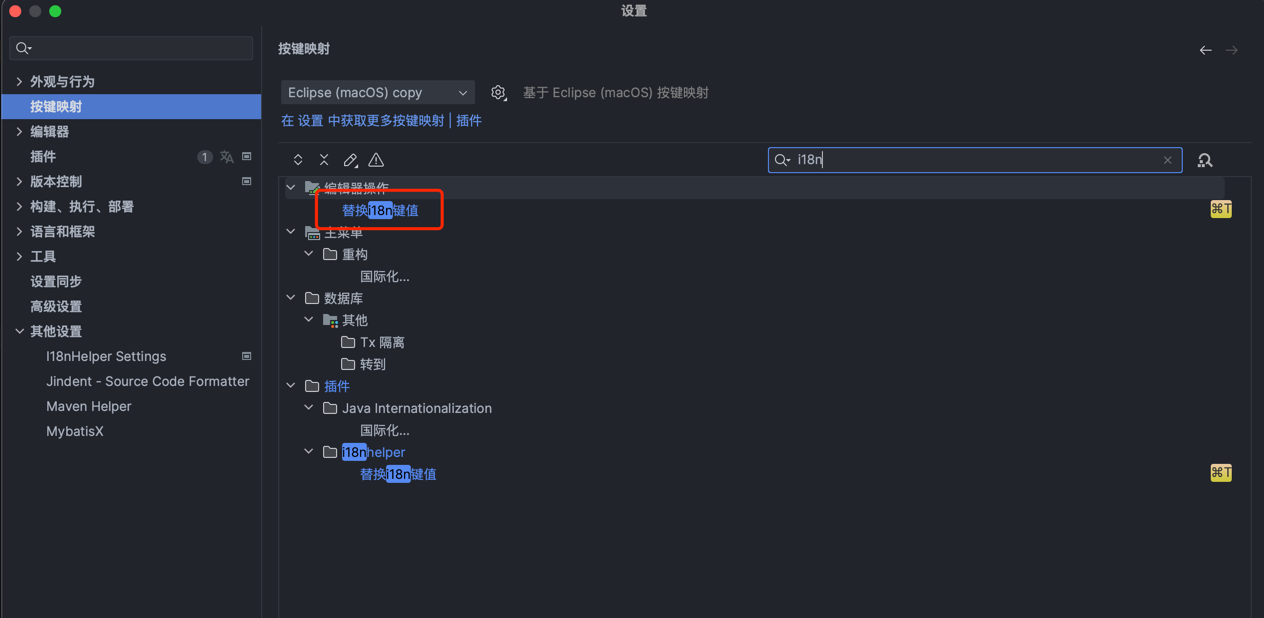 设置
外观与行为
按键映射
编辑器
插件 1
版本控制
构建、执行、部署
语言和框架
工具
设置同步
高级设置
其他设置
I18nHelper Settings
Jindent - Source Code Formatter
Maven Helper
MybatisX
按键映射
Eclipse (macOS) copy 基于 Eclipse (macOS) 按键映射
在 设置 中获取更多按键映射 | 插件
i18n
编辑器操作
替换i18n键值 ⌘T
主菜单
重构
国际化...
数据库
其他
Tx 隔离
转到
插件
Java Internationalization
国际化...
i18nhelper
替换i18n键值 ⌘T